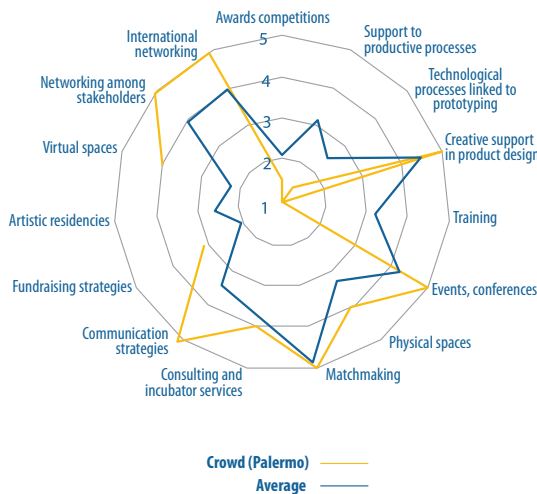 Awards competitions
Support to
productive processes
Technological
processes linked to
prototyping
Creative support
in product design
Training
Events, conferences
Physical spaces
Matchmaking
Consulting and
incubator services
Communication
strategies
Fundraising strategies
Artistic residencies
Virtual spaces
Networking among
stakeholders
International
networking
5
4
3
2
1
Crowd (Palermo)
Average